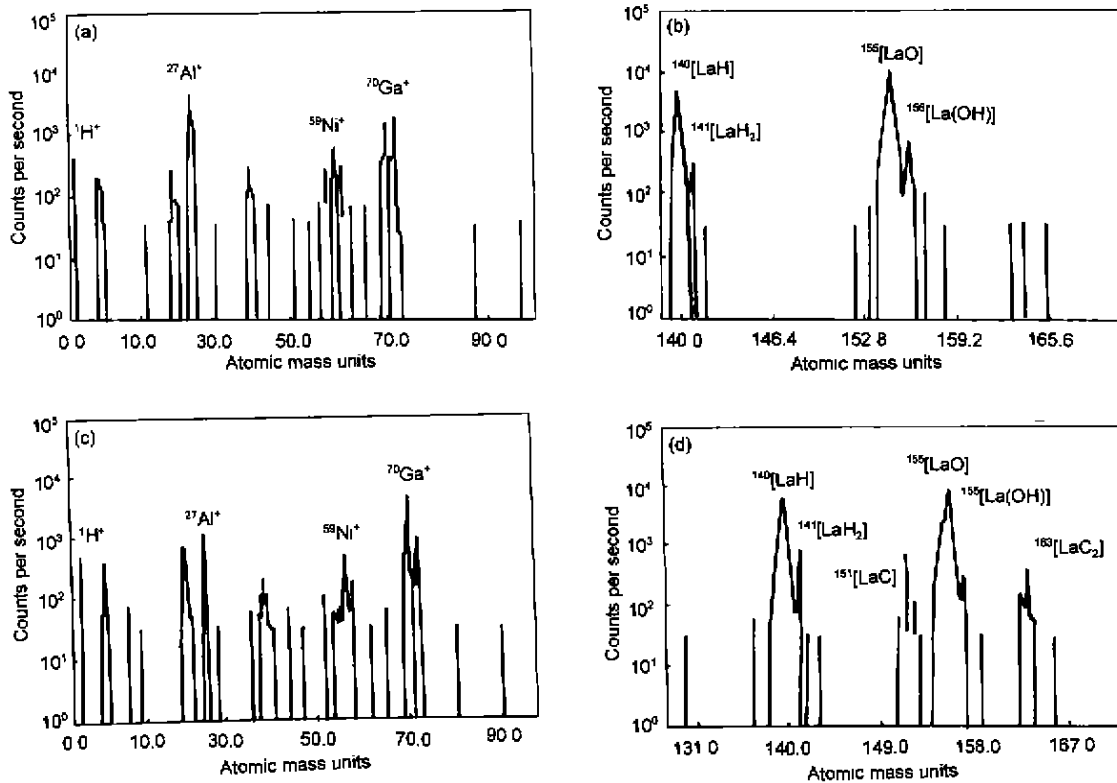 (a)
10⁵
10⁴
10³
10²
10¹
10⁰
Counts per second
¹H⁺
²⁷Al⁺
⁵⁹Ni⁺
⁷⁰Ga⁺
0 0 10.0 30.0 50.0 70.0 90 0
Atomic mass units
(b)
10⁵
10⁴
10³
10²
10¹
10⁰
Counts per second
¹⁴⁰[LaH]
¹⁴¹[LaH₂]
¹⁵⁵[LaO]
¹⁵⁶[La(OH)]
140.0 146.4 152.8 159.2 165.6
Atomic mass units
(c)
10⁵
10⁴
10³
10²
10¹
10⁰
Counts per second
¹H⁺
²⁷Al⁺
⁵⁹Ni⁺
⁷⁰Ga⁺
0 0 10.0 30.0 50.0 70.0 90 0
Atomic mass units
(d)
10⁵
10⁴
10³
10²
10¹
10⁰
Counts per second
¹⁴⁰[LaH]
¹⁴¹[LaH₂]
¹⁵¹[LaC]
¹⁵⁵[LaO]
¹⁵⁵[La(OH)]
¹⁶³[LaC₂]
131 0 140.0 149.0 158.0 167.0
Atomic mass units